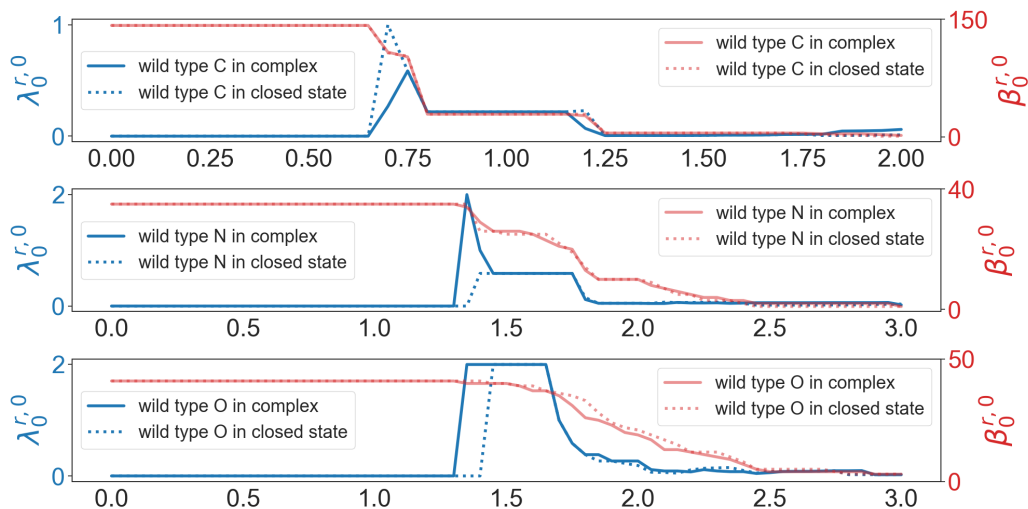 1
0
λ₀^{r, 0}
wild type C in complex
wild type C in closed state
wild type C in complex
wild type C in closed state
150
0
β₀^{r, 0}
0.00 0.25 0.50 0.75 1.00 1.25 1.50 1.75 2.00
2
0
λ₀^{r, 0}
wild type N in complex
wild type N in closed state
wild type N in complex
wild type N in closed state
40
0
β₀^{r, 0}
0.0 0.5 1.0 1.5 2.0 2.5 3.0
2
0
λ₀^{r, 0}
wild type O in complex
wild type O in closed state
wild type O in complex
wild type O in closed state
50
0
β₀^{r, 0}
0.0 0.5 1.0 1.5 2.0 2.5 3.0